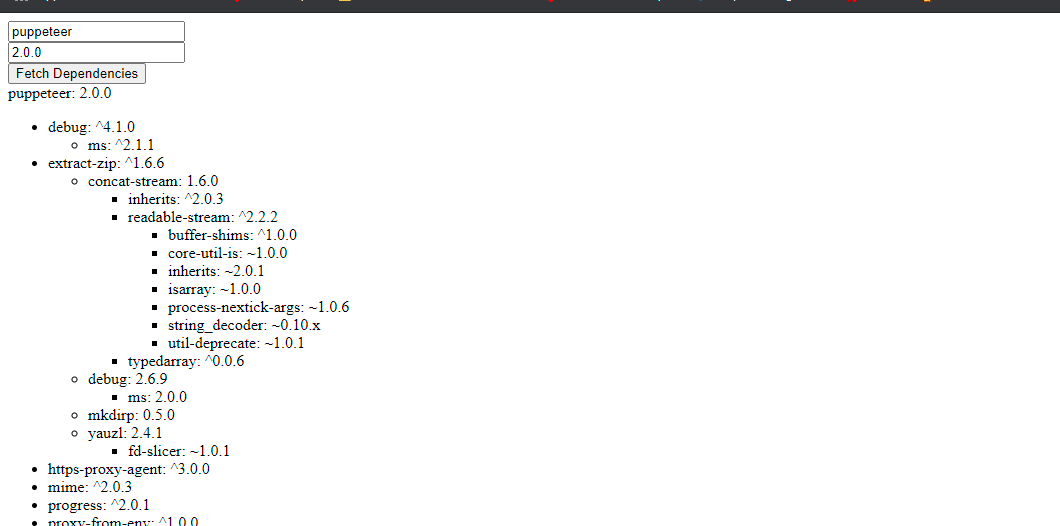 puppeteer
2.0.0
Fetch Dependencies
puppeteer: 2.0.0
debug: ^4.1.0
ms: ^2.1.1
extract-zip: ^1.6.6
concat-stream: 1.6.0
inherits: ^2.0.3
readable-stream: ^2.2.2
buffer-shims: ^1.0.0
core-util-is: ~1.0.0
inherits: ~2.0.1
isarray: ~1.0.0
process-nextick-args: ~1.0.6
string_decoder: ~0.10.x
util-deprecate: ~1.0.1
typedarray: ^0.0.6
debug: 2.6.9
ms: 2.0.0
mkdirp: 0.5.0
yauzl: 2.4.1
fd-slicer: ~1.0.1
https-proxy-agent: ^3.0.0
mime: ^2.0.3
progress: ^2.0.1
proxy-from-env: ^1.0.0